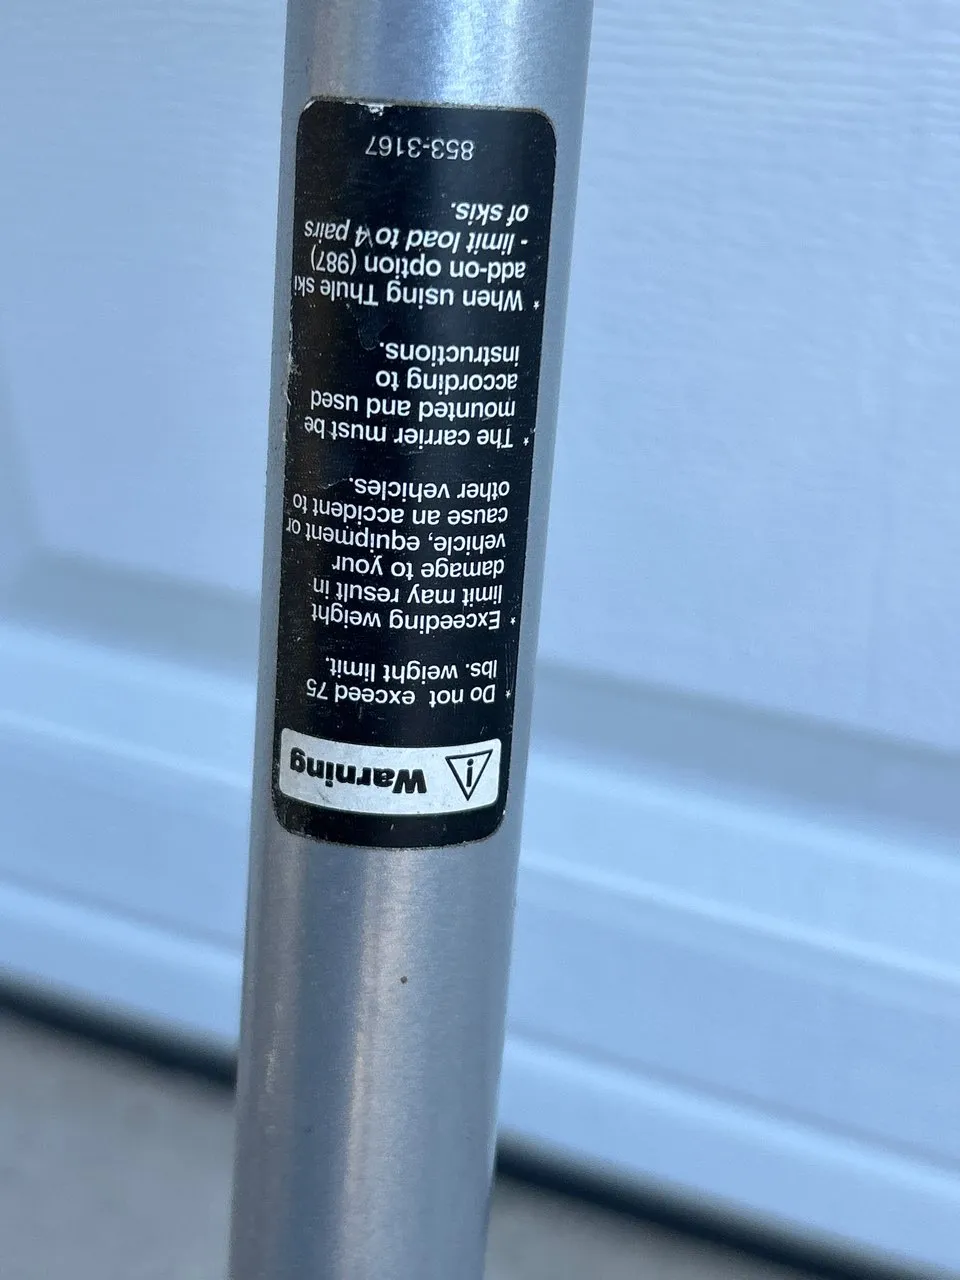 Warning
* Do not exceed 75
lbs. weight limit.
* Exceeding weight
limit may result in
damage to your
vehicle, equipment or
cause an accident to
other vehicles.
* The carrier must be
mounted and used
according to
instructions.
* When using Thule ski
add-on option (987)
- limit load to 4 pairs
of skis.
853-3167